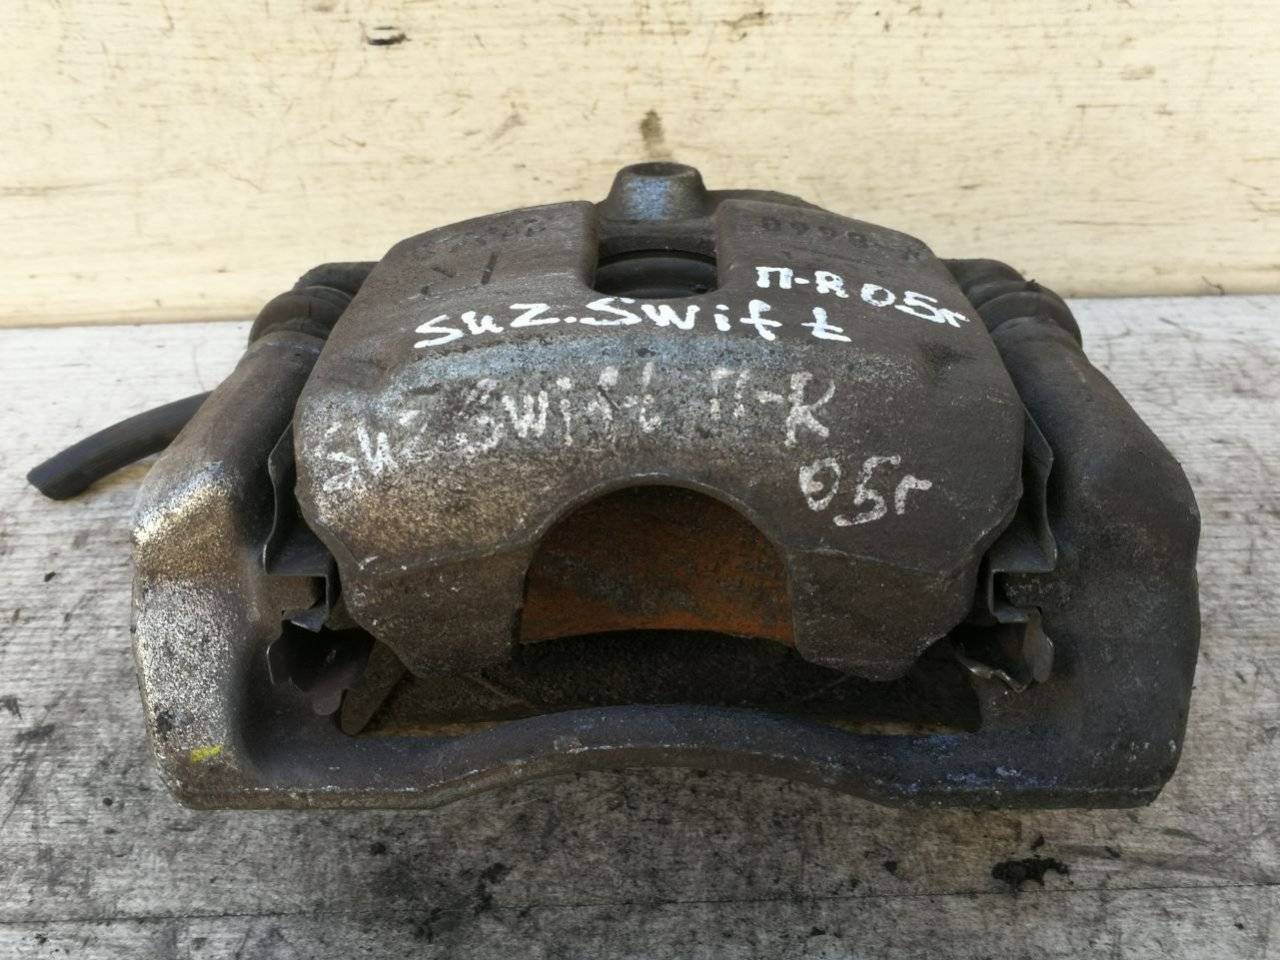 П-R 05г
Suz.Swift
Suz.Swift П-R
05г